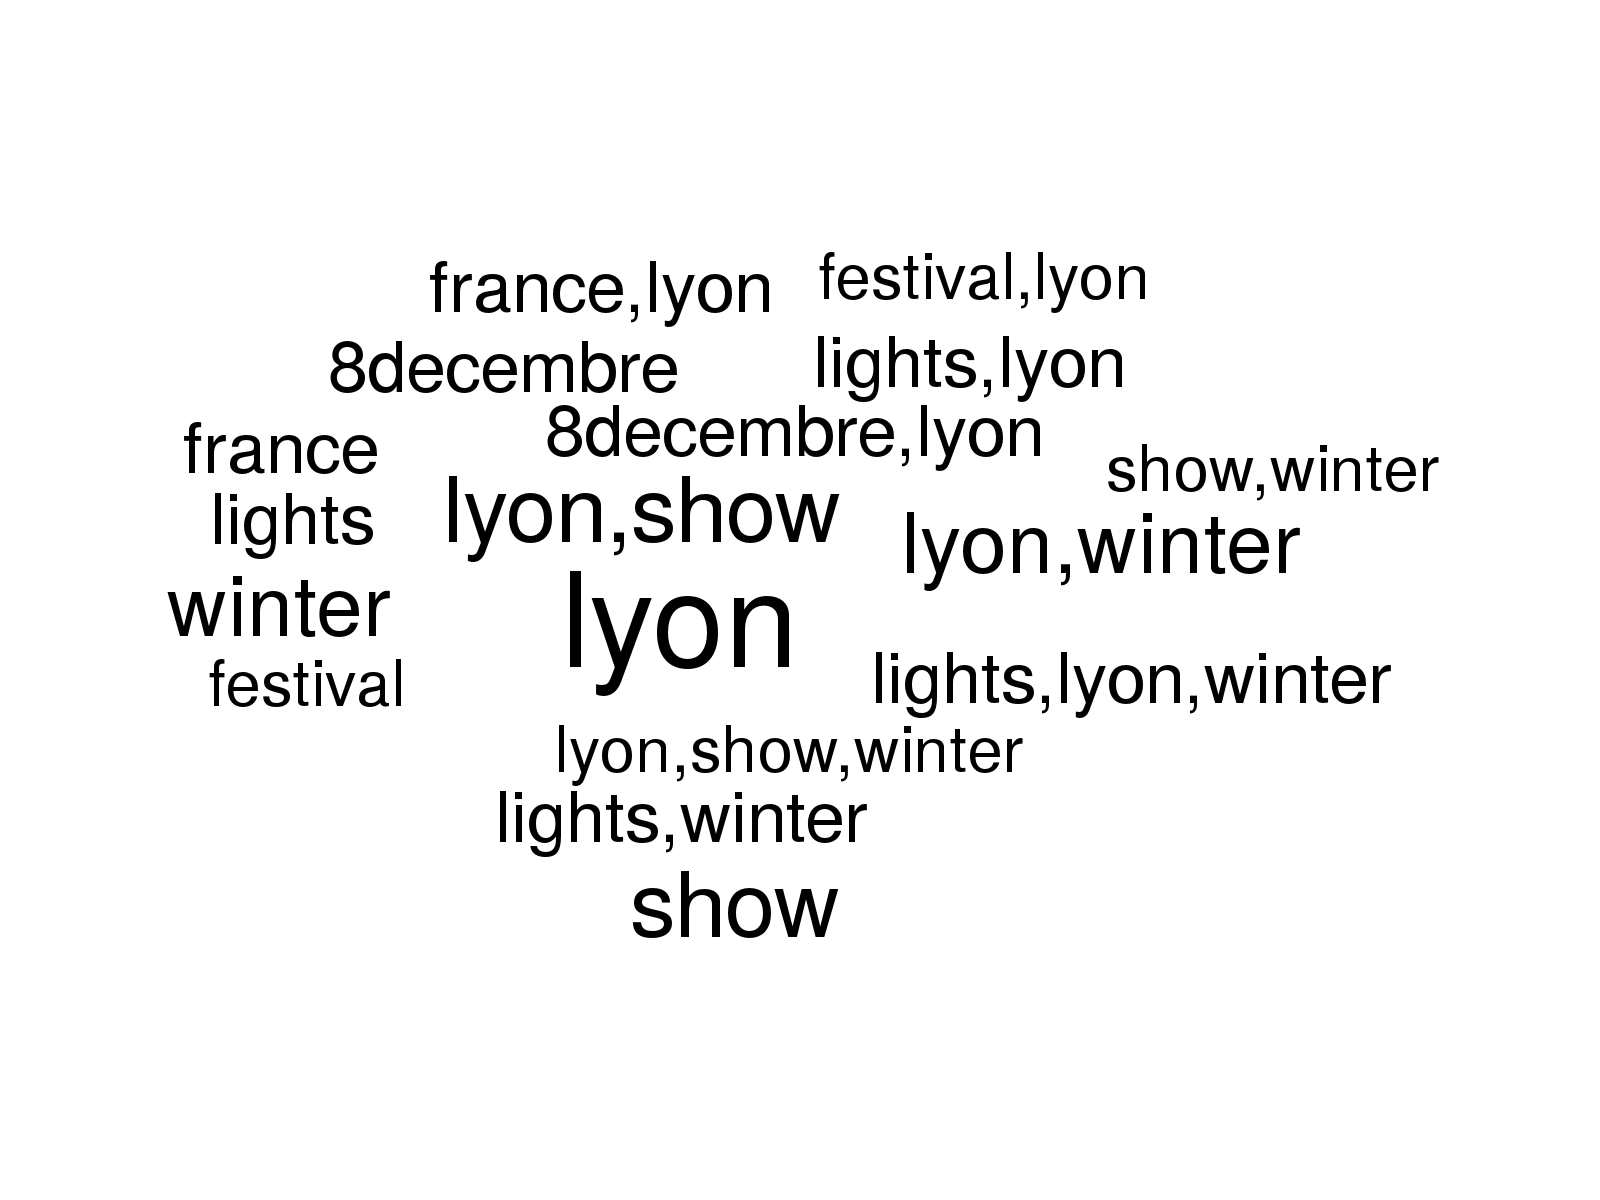 france,lyon
festival,lyon
8decembre
lights,lyon
8decembre,lyon
france
show,winter
lights
lyon,show
lyon,winter
winter
lyon
festival
lights,lyon,winter
lyon,show,winter
lights,winter
show